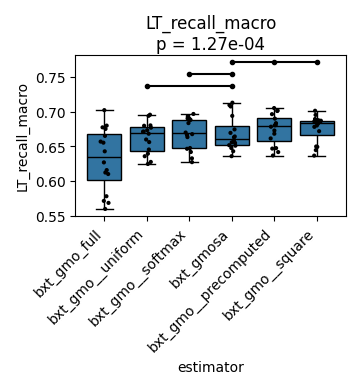 LT_recall_macro
p = 1.27e-04
LT_recall_macro
0.75
0.70
0.65
0.60
0.55
bxt_gmo_full
bxt_gmo__uniform
bxt_gmo__softmax
bxt_gmosa
bxt_gmo__precomputed
bxt_gmo__square
estimator